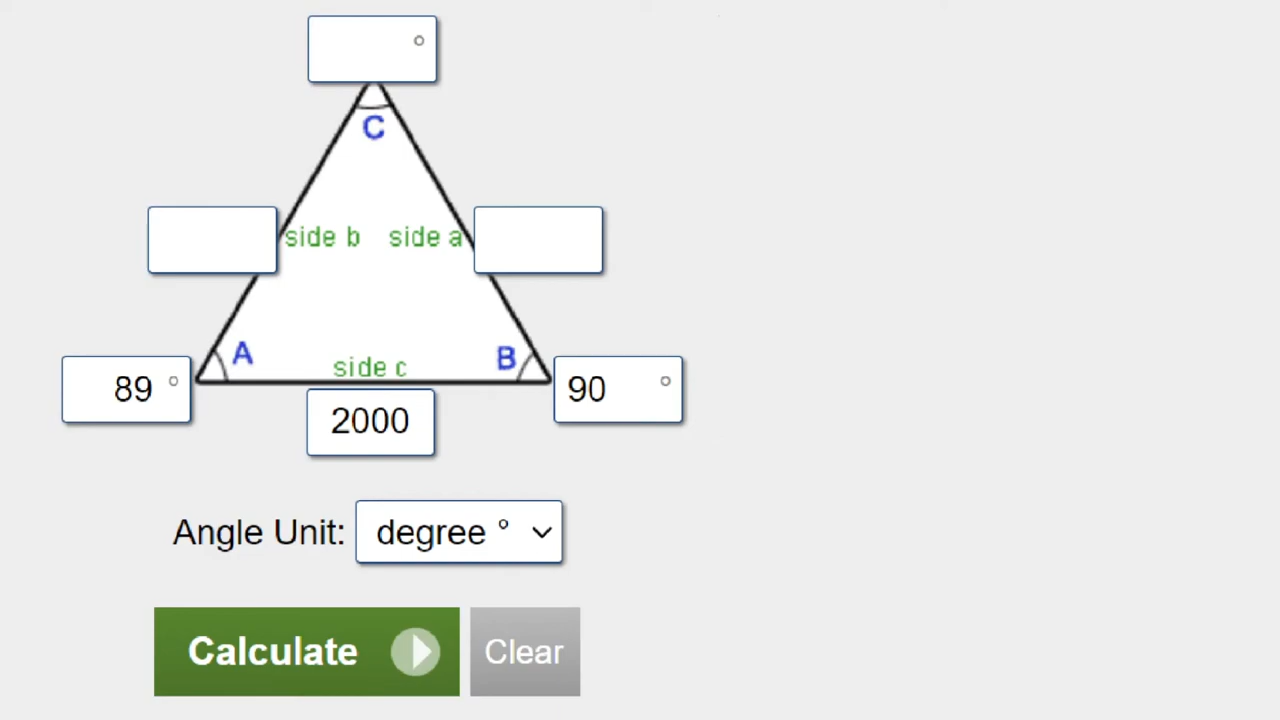 °
C
side b side a
A
B
side c
89 °
90 °
2000
Angle Unit: degree °
Calculate
Clear